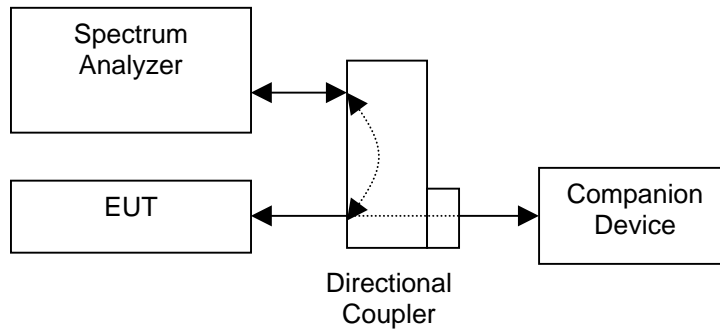 Spectrum
Analyzer
EUT
Companion
Device
Directional
Coupler